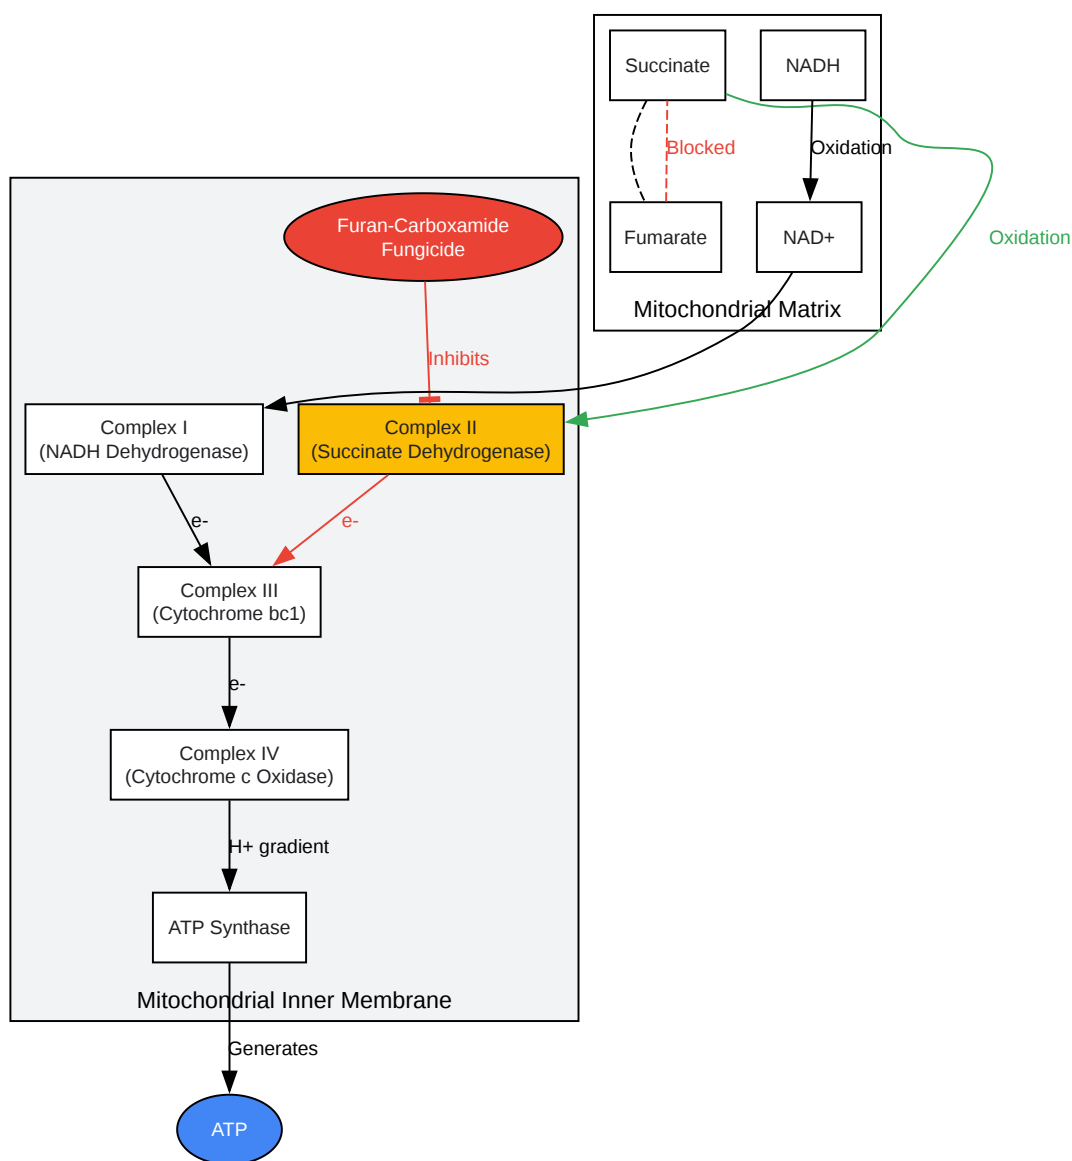 Succinate
NADH
Blocked
Oxidation
Furan-Carboxamide
Fungicide
Fumarate
NAD+
Oxidation
Mitochondrial Matrix
Inhibits
Complex I
(NADH Dehydrogenase)
Complex II
(Succinate Dehydrogenase)
e-
e-
Complex III
(Cytochrome bc1)
e-
Complex IV
(Cytochrome c Oxidase)
H+ gradient
ATP Synthase
Mitochondrial Inner Membrane
Generates
ATP